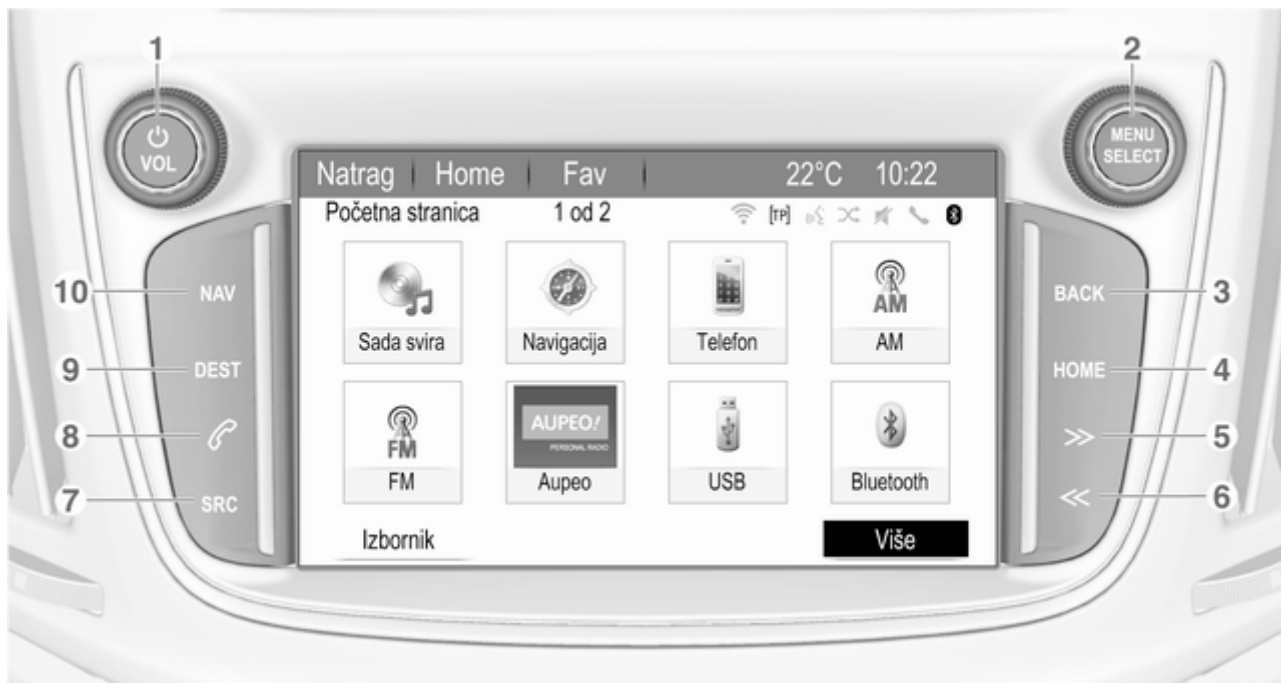 1
2
VOL
MENU
SELECT
Natrag Home Fav 22°C 10:22
Početna stranica 1 od 2 [TP]
10 NAV
BACK 3
AM
Sada svira Navigacija Telefon AM
9 DEST
HOME 4
8
5
FM
AUPEO!
PERSONAL RADIO
FM Aupeo USB Bluetooth
7 SRC
6
Izbornik Više